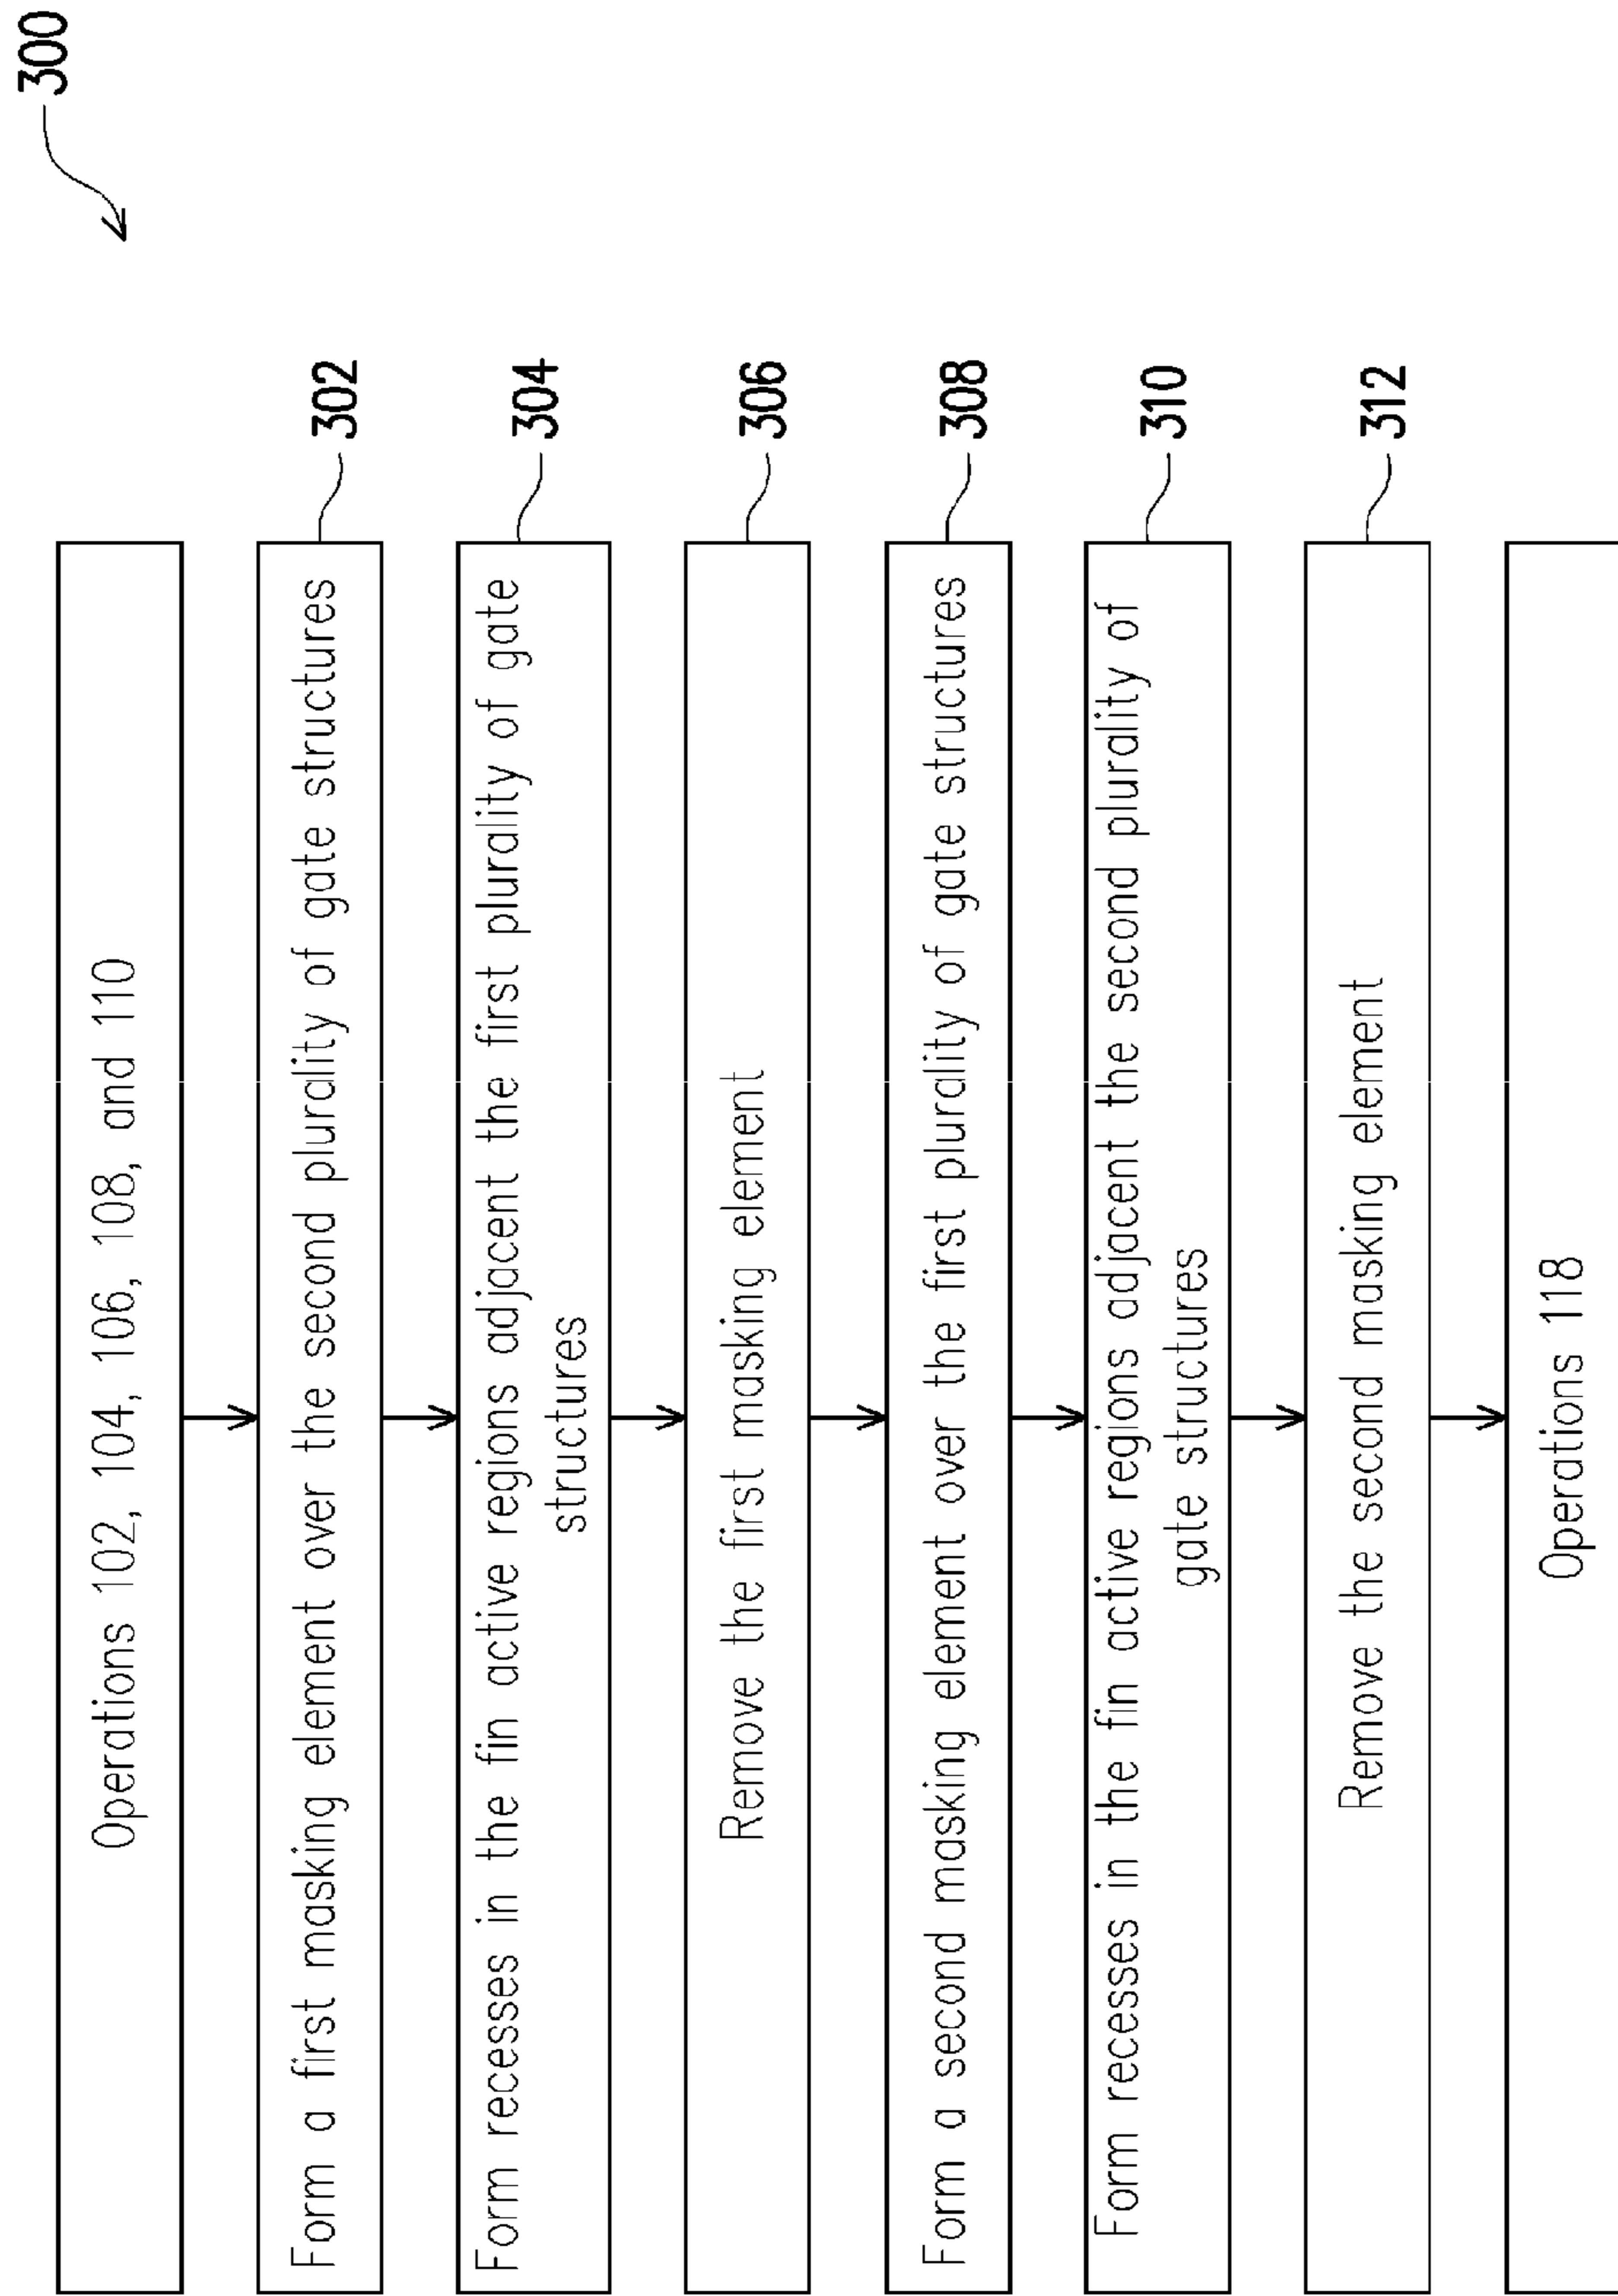 300
Operations 102, 104, 106, 108, and 110
Form a first masking element over the second plurality of gate structures
302
Form recesses in the fin active regions adjacent the first plurality of gate
structures
304
Remove the first masking element
306
Form a second masking element over the first plurality of gate structures
308
Form recesses in the fin active regions adjacent the second plurality of
gate structures
310
Remove the second masking element
312
Operations 118